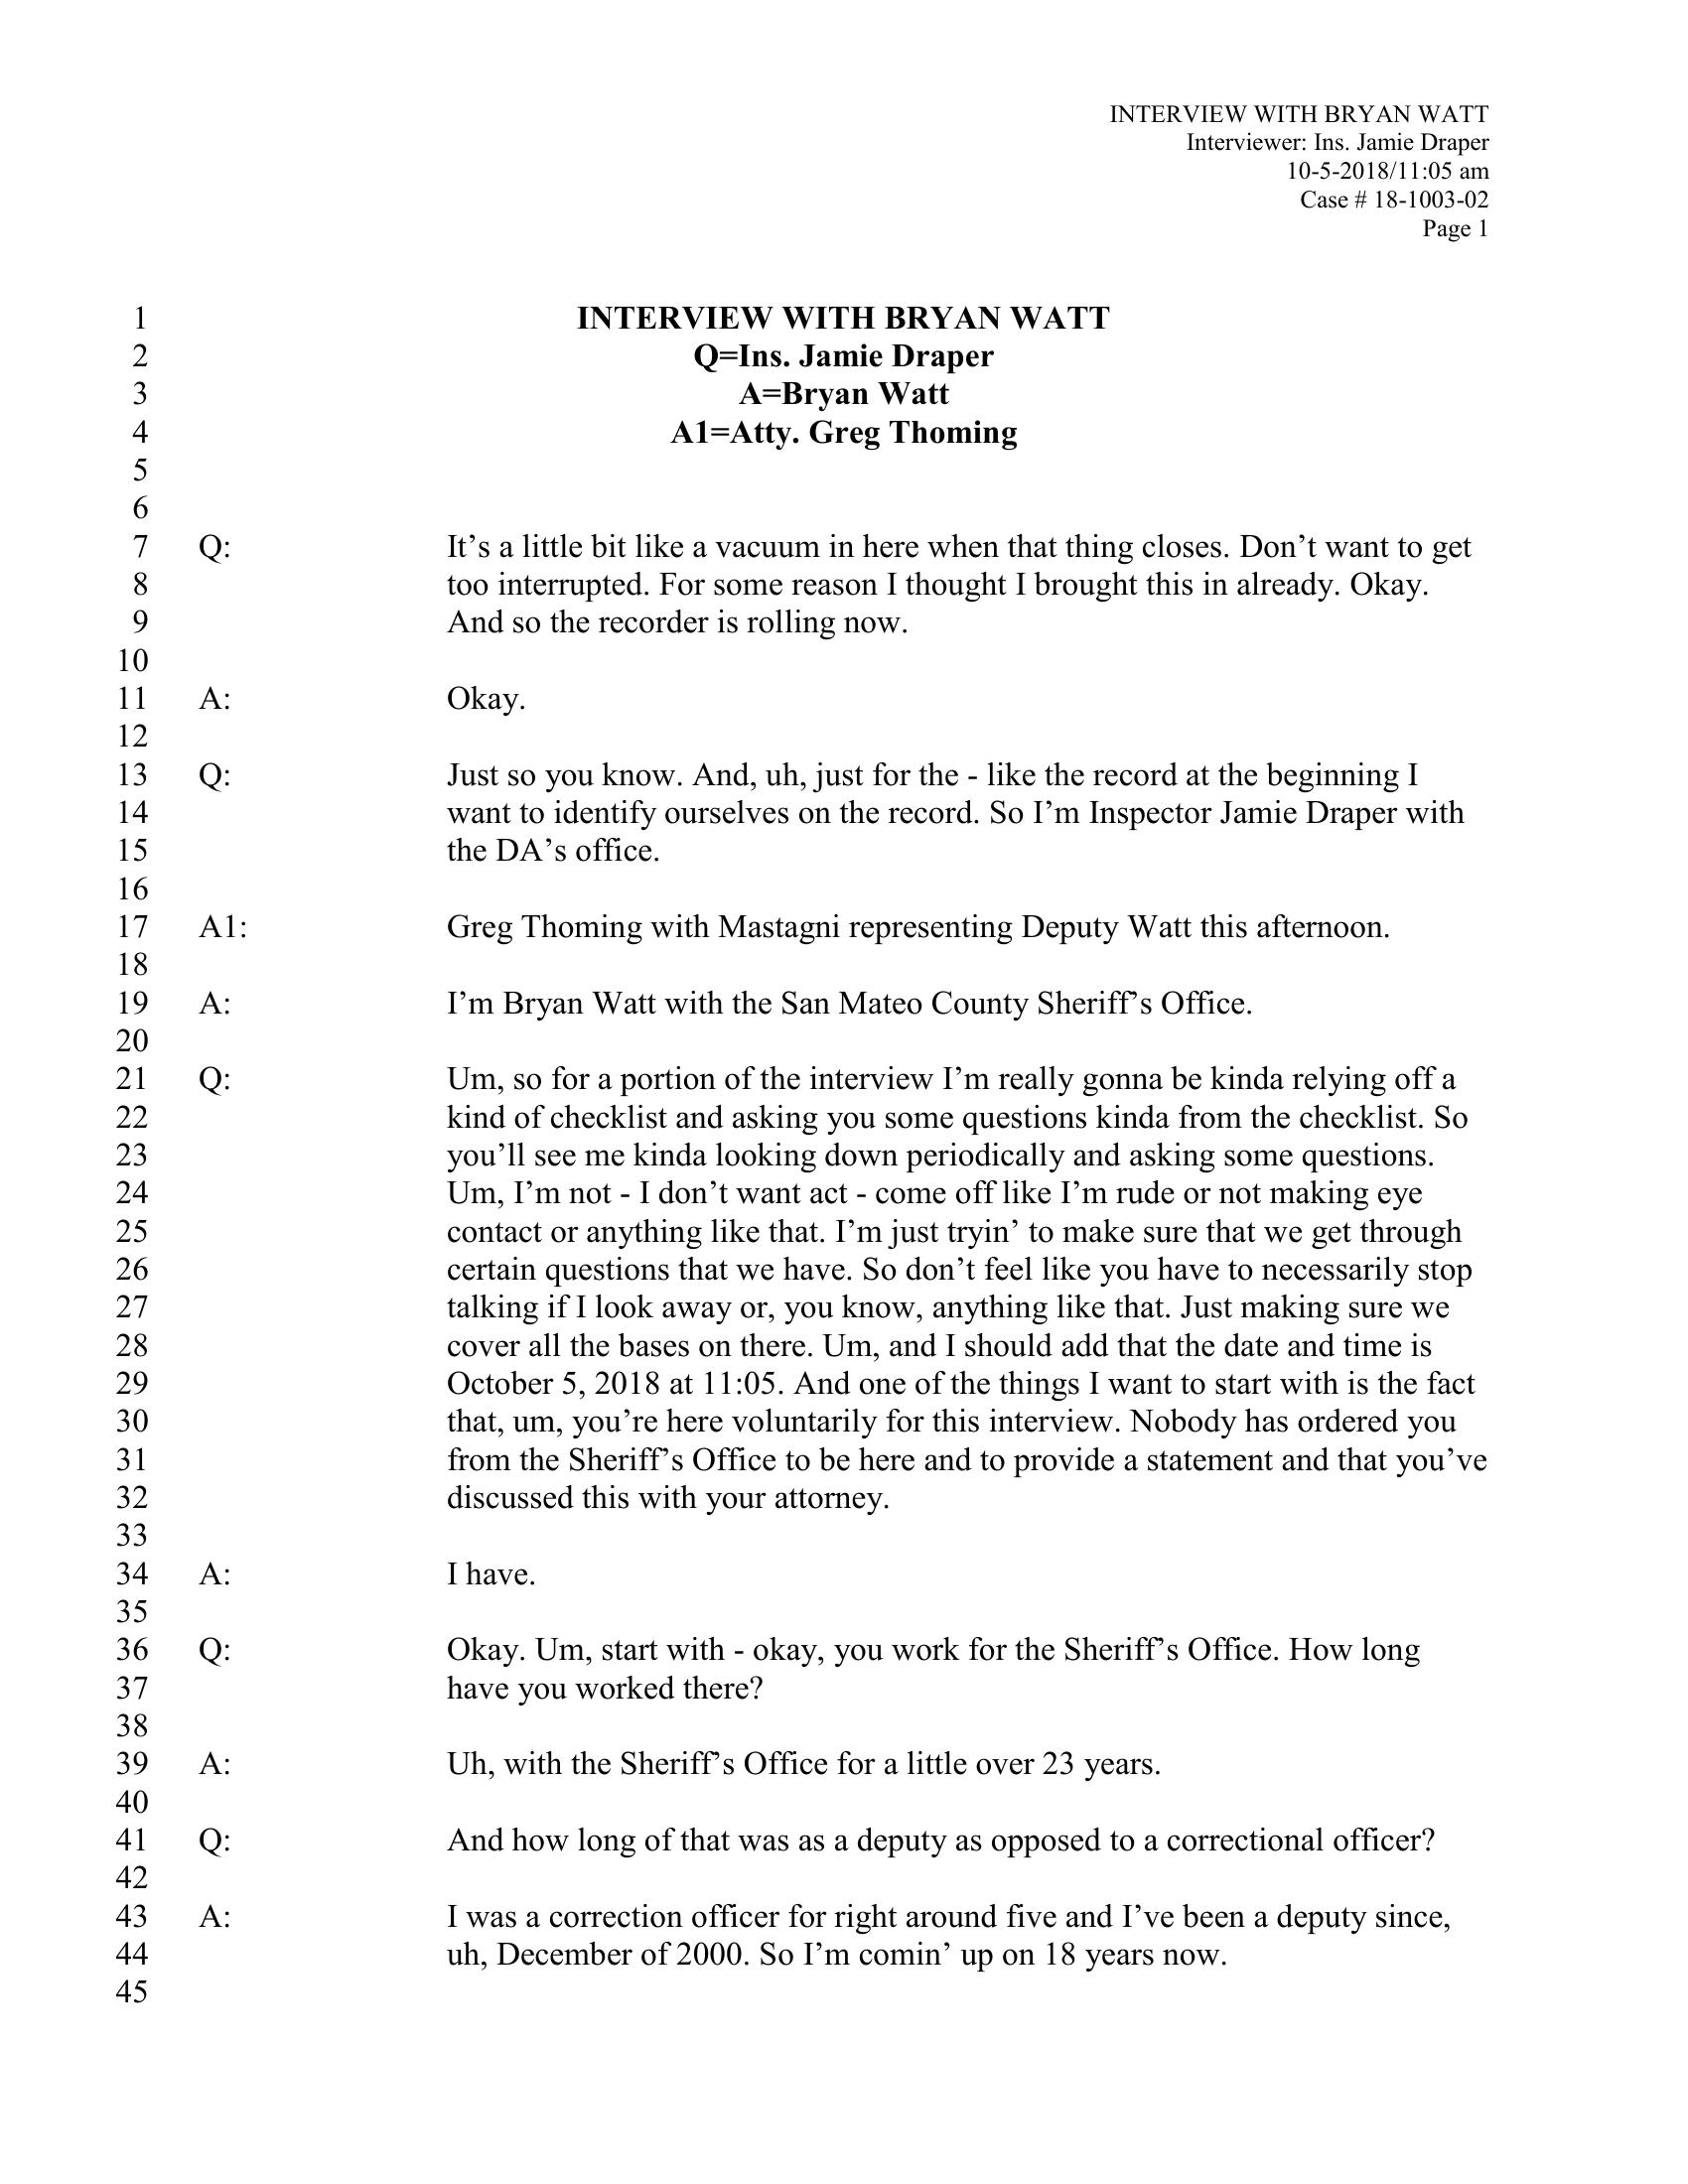 INTERVIEW WITH BRYAN WATT
Interviewer: Ins. Jamie Draper
10-5-2018/11:05 am
Case # 18-1003-02
Page 1
1 INTERVIEW WITH BRYAN WATT
2 Q=Ins. Jamie Draper
3 A=Bryan Watt
4 A1=Atty. Greg Thoming
5
6
7 Q: It’s a little bit like a vacuum in here when that thing closes. Don’t want to get
8 too interrupted. For some reason I thought I brought this in already. Okay.
9 And so the recorder is rolling now.
10
11 A: Okay.
12
13 Q: Just so you know. And, uh, just for the - like the record at the beginning I
14 want to identify ourselves on the record. So I’m Inspector Jamie Draper with
15 the DA’s office.
16
17 A1: Greg Thoming with Mastagni representing Deputy Watt this afternoon.
18
19 A: I’m Bryan Watt with the San Mateo County Sheriff’s Office.
20
21 Q: Um, so for a portion of the interview I’m really gonna be kinda relying off a
22 kind of checklist and asking you some questions kinda from the checklist. So
23 you’ll see me kinda looking down periodically and asking some questions.
24 Um, I’m not - I don’t want act - come off like I’m rude or not making eye
25 contact or anything like that. I’m just tryin’ to make sure that we get through
26 certain questions that we have. So don’t feel like you have to necessarily stop
27 talking if I look away or, you know, anything like that. Just making sure we
28 cover all the bases on there. Um, and I should add that the date and time is
29 October 5, 2018 at 11:05. And one of the things I want to start with is the fact
30 that, um, you’re here voluntarily for this interview. Nobody has ordered you
31 from the Sheriff’s Office to be here and to provide a statement and that you’ve
32 discussed this with your attorney.
33
34 A: I have.
35
36 Q: Okay. Um, start with - okay, you work for the Sheriff’s Office. How long
37 have you worked there?
38
39 A: Uh, with the Sheriff’s Office for a little over 23 years.
40
41 Q: And how long of that was as a deputy as opposed to a correctional officer?
42
43 A: I was a correction officer for right around five and I’ve been a deputy since,
44 uh, December of 2000. So I’m comin’ up on 18 years now.
45